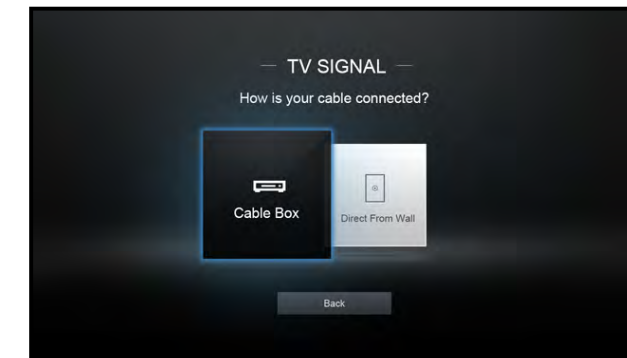 TV SIGNAL
How is your cable connected?
Cable Box
Direct From Wall
Back